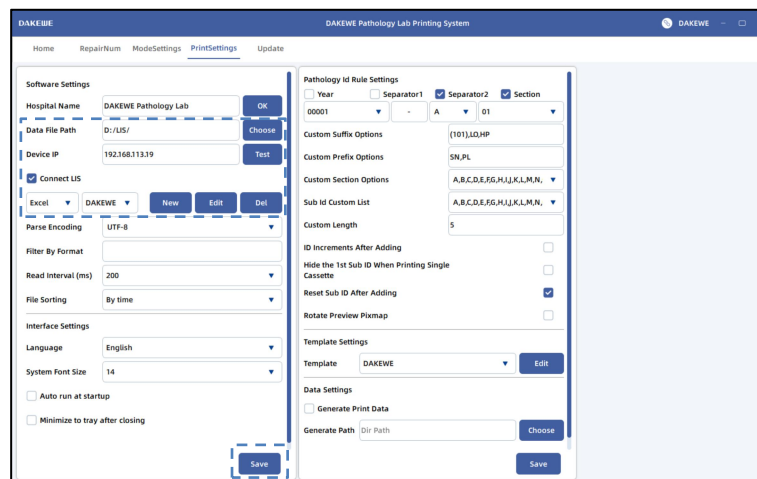 DAKEWE DAKEWE Pathology Lab Printing System DAKEWE
Home RepairNum ModeSettings PrintSettings Update
Software Settings
Hospital Name DAKEWE Pathology Lab OK
Data File Path D:/LIS/ Choose
Device IP 192.168.113.19 Test
Connect LIS
Excel DAKEWE New Edit Del
Parse Encoding UTF-8
Filter By Format
Read Interval (ms) 200
File Sorting By time
Interface Settings
Language English
System Font Size 14
Auto run at startup
Minimize to tray after closing
Save
Pathology Id Rule Settings
Year Separator1 Separator2 Section
00001 - A 01
Custom Suffix Options (101),LO,HP
Custom Prefix Options SN,PL
Custom Section Options A,B,C,D,E,F,G,H,I,J,K,L,M,N,
Sub Id Custom List A,B,C,D,E,F,G,H,I,J,K,L,M,N,
Custom Length 5
ID Increments After Adding
Hide the 1st Sub ID When Printing Single
Cassette
Reset Sub ID After Adding
Rotate Preview Pixmap
Template Settings
Template DAKEWE Edit
Data Settings
Generate Print Data
Generate Path Dir Path Choose
Save